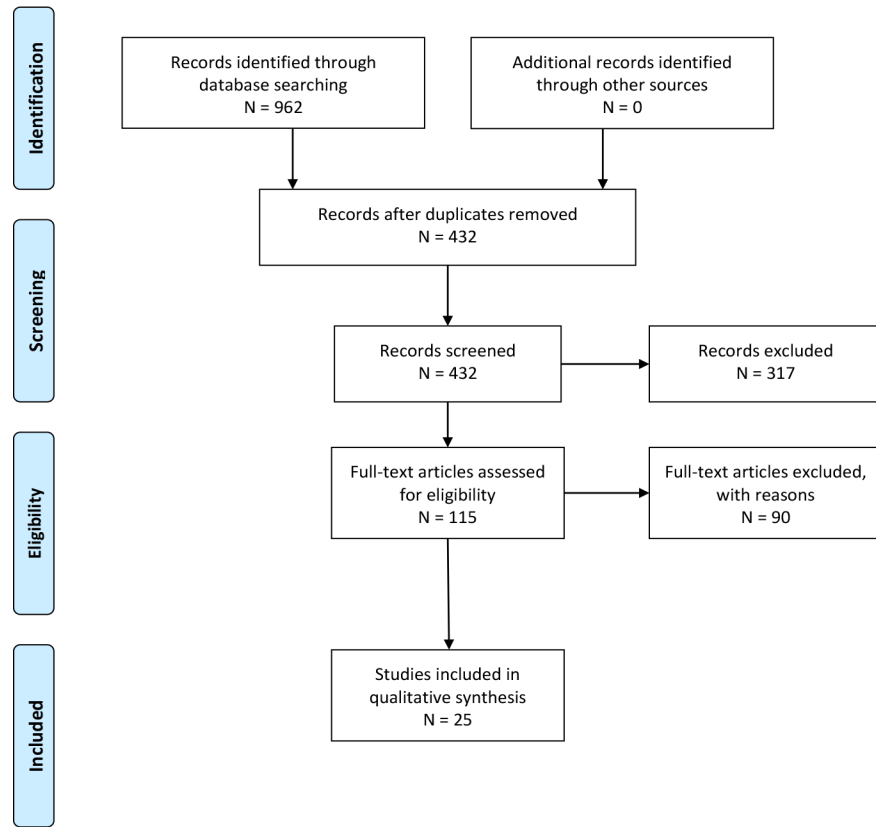 Identification
Records identified through
database searching
N = 962
Additional records identified
through other sources
N = 0
Records after duplicates removed
N = 432
Screening
Records screened
N = 432
Records excluded
N = 317
Eligibility
Full-text articles assessed
for eligibility
N = 115
Full-text articles excluded,
with reasons
N = 90
Included
Studies included in
qualitative synthesis
N = 25